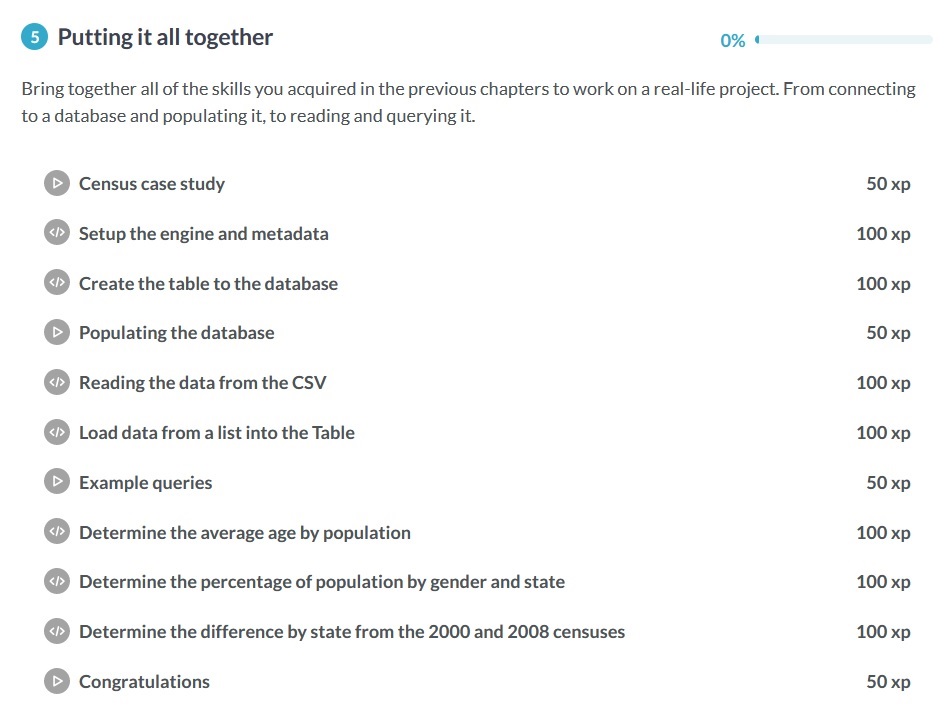 5 Putting it all together 0%
Bring together all of the skills you acquired in the previous chapters to work on a real-life project. From connecting
to a database and populating it, to reading and querying it.
Census case study 50 xp
</> Setup the engine and metadata 100 xp
</> Create the table to the database 100 xp
Populating the database 50 xp
</> Reading the data from the CSV 100 xp
</> Load data from a list into the Table 100 xp
Example queries 50 xp
</> Determine the average age by population 100 xp
</> Determine the percentage of population by gender and state 100 xp
</> Determine the difference by state from the 2000 and 2008 censuses 100 xp
Congratulations 50 xp